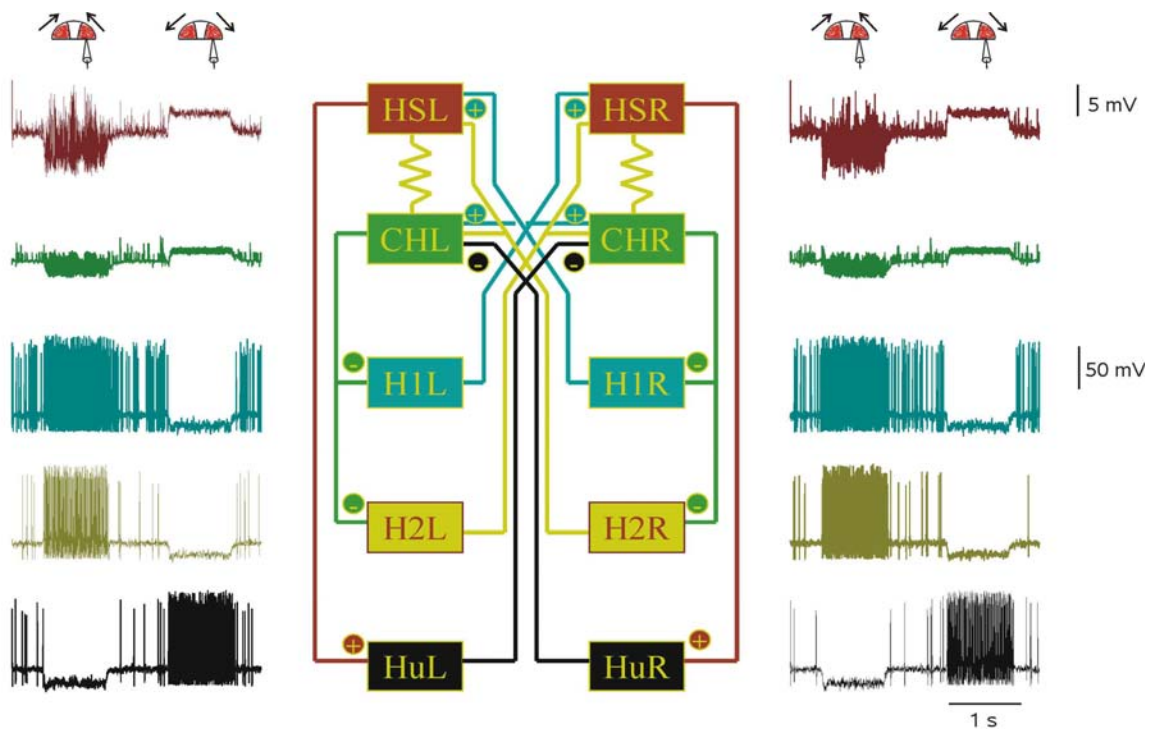 HSL HSR
5 mV
CHL CHR
H1L H1R
50 mV
H2L H2R
HuL HuR
1 s